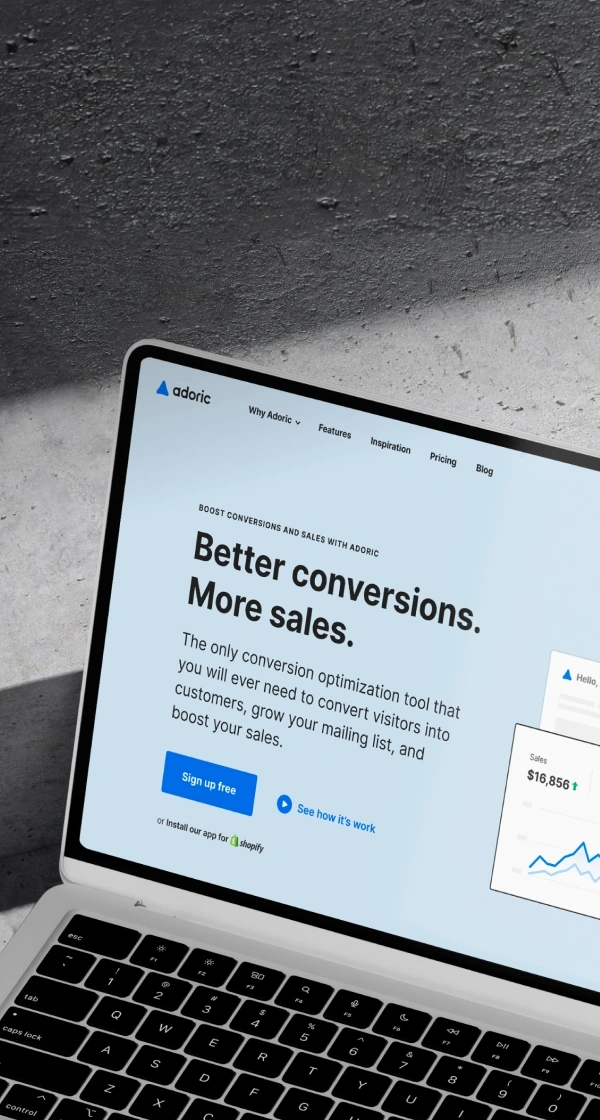 adoric
Why Adoric
Features
Inspiration
Pricing
Blog
BOOST CONVERSIONS AND SALES WITH ADORIC
Better conversions.
More sales.
The only conversion optimization tool that
you will ever need to convert visitors into
customers, grow your mailing list, and
boost your sales.
Sign up free
See how it's work
or Install our app for shopify
Hello,
Sales
$16,856
esc
F1
F2
F3
F4
F5
F6
F7
F8
F9
~
! 1
@ 2
# 3
$ 4
% 5
^ 6
& 7
* 8
( 9
) 0
tab
Q
W
E
R
T
Y
U
caps lock
A
S
D
F
G
Z
X
C
control